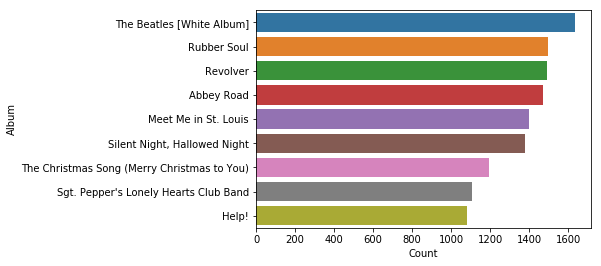 Album
The Beatles [White Album]
Rubber Soul
Revolver
Abbey Road
Meet Me in St. Louis
Silent Night, Hallowed Night
The Christmas Song (Merry Christmas to You)
Sgt. Pepper's Lonely Hearts Club Band
Help!
0 200 400 600 800 1000 1200 1400 1600
Count